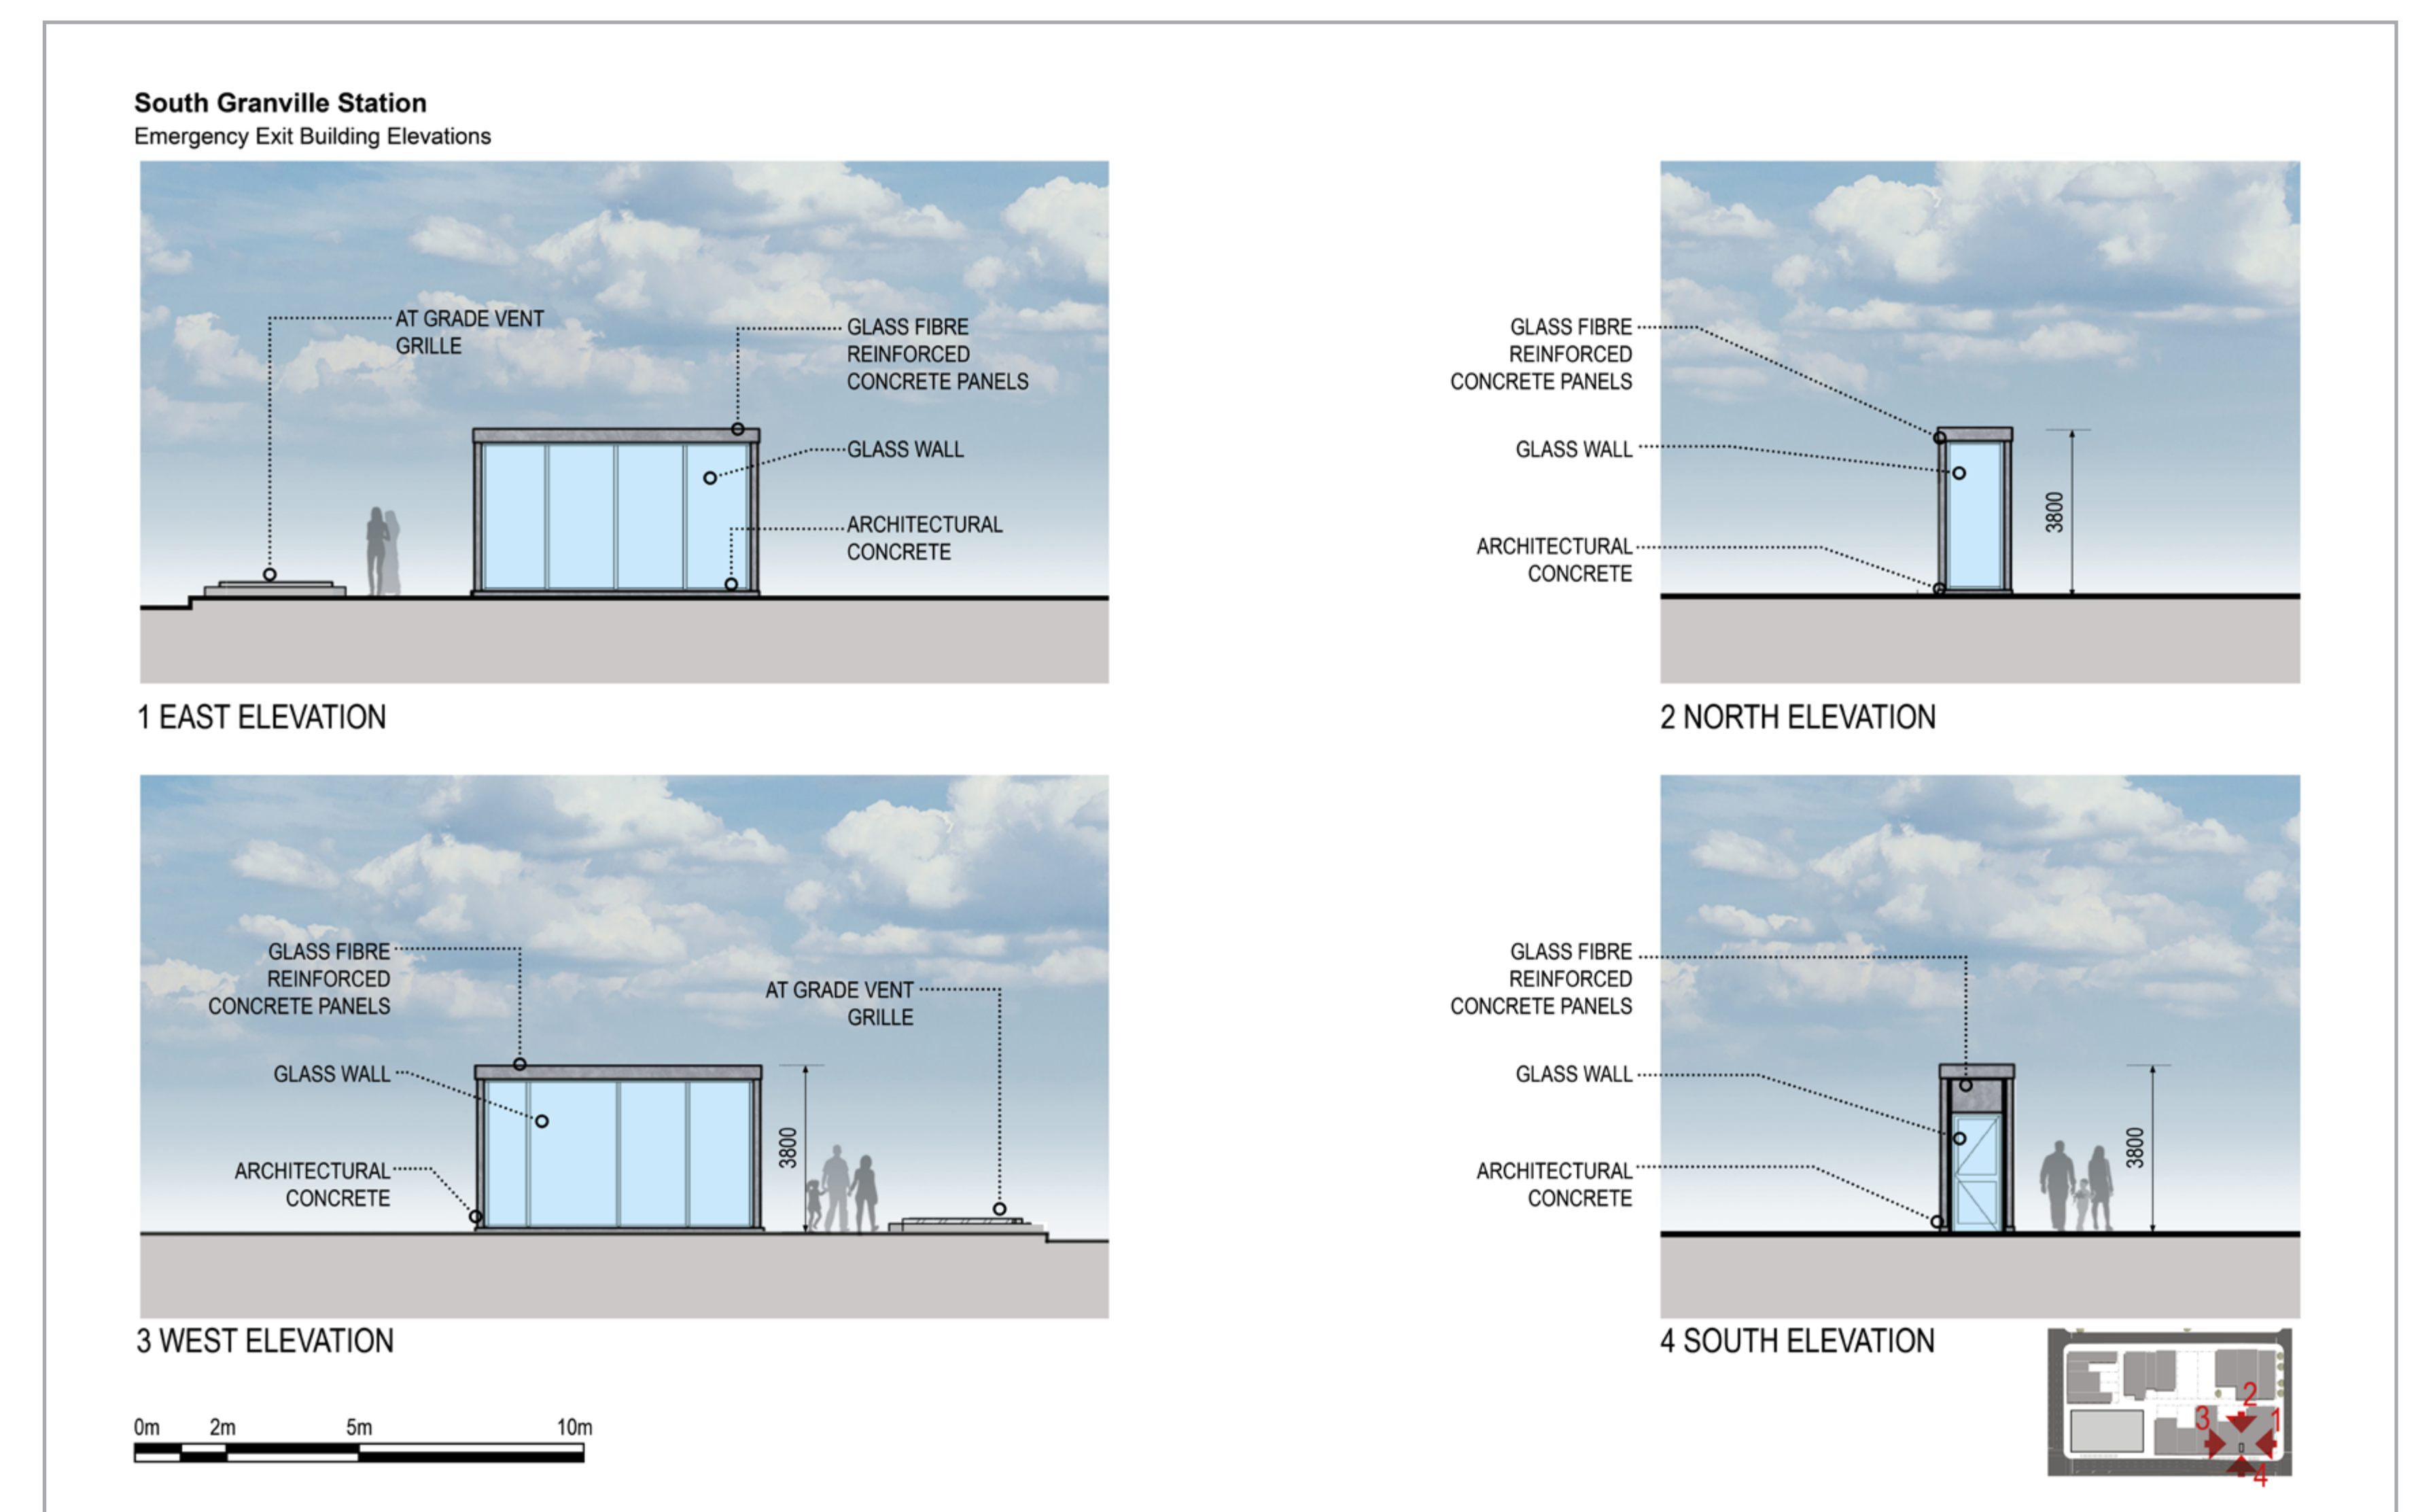 South Granville Station
Emergency Exit Building Elevations
AT GRADE VENT
GRILLE
GLASS FIBRE
REINFORCED
CONCRETE PANELS
GLASS WALL
ARCHITECTURAL
CONCRETE
1 EAST ELEVATION
GLASS FIBRE
REINFORCED
CONCRETE PANELS
GLASS WALL
ARCHITECTURAL
CONCRETE
3800
2 NORTH ELEVATION
GLASS FIBRE
REINFORCED
CONCRETE PANELS
GLASS WALL
ARCHITECTURAL
CONCRETE
AT GRADE VENT
GRILLE
3800
3 WEST ELEVATION
GLASS FIBRE
REINFORCED
CONCRETE PANELS
GLASS WALL
ARCHITECTURAL
CONCRETE
3800
4 SOUTH ELEVATION
0m 2m 5m 10m
2
3 1
4